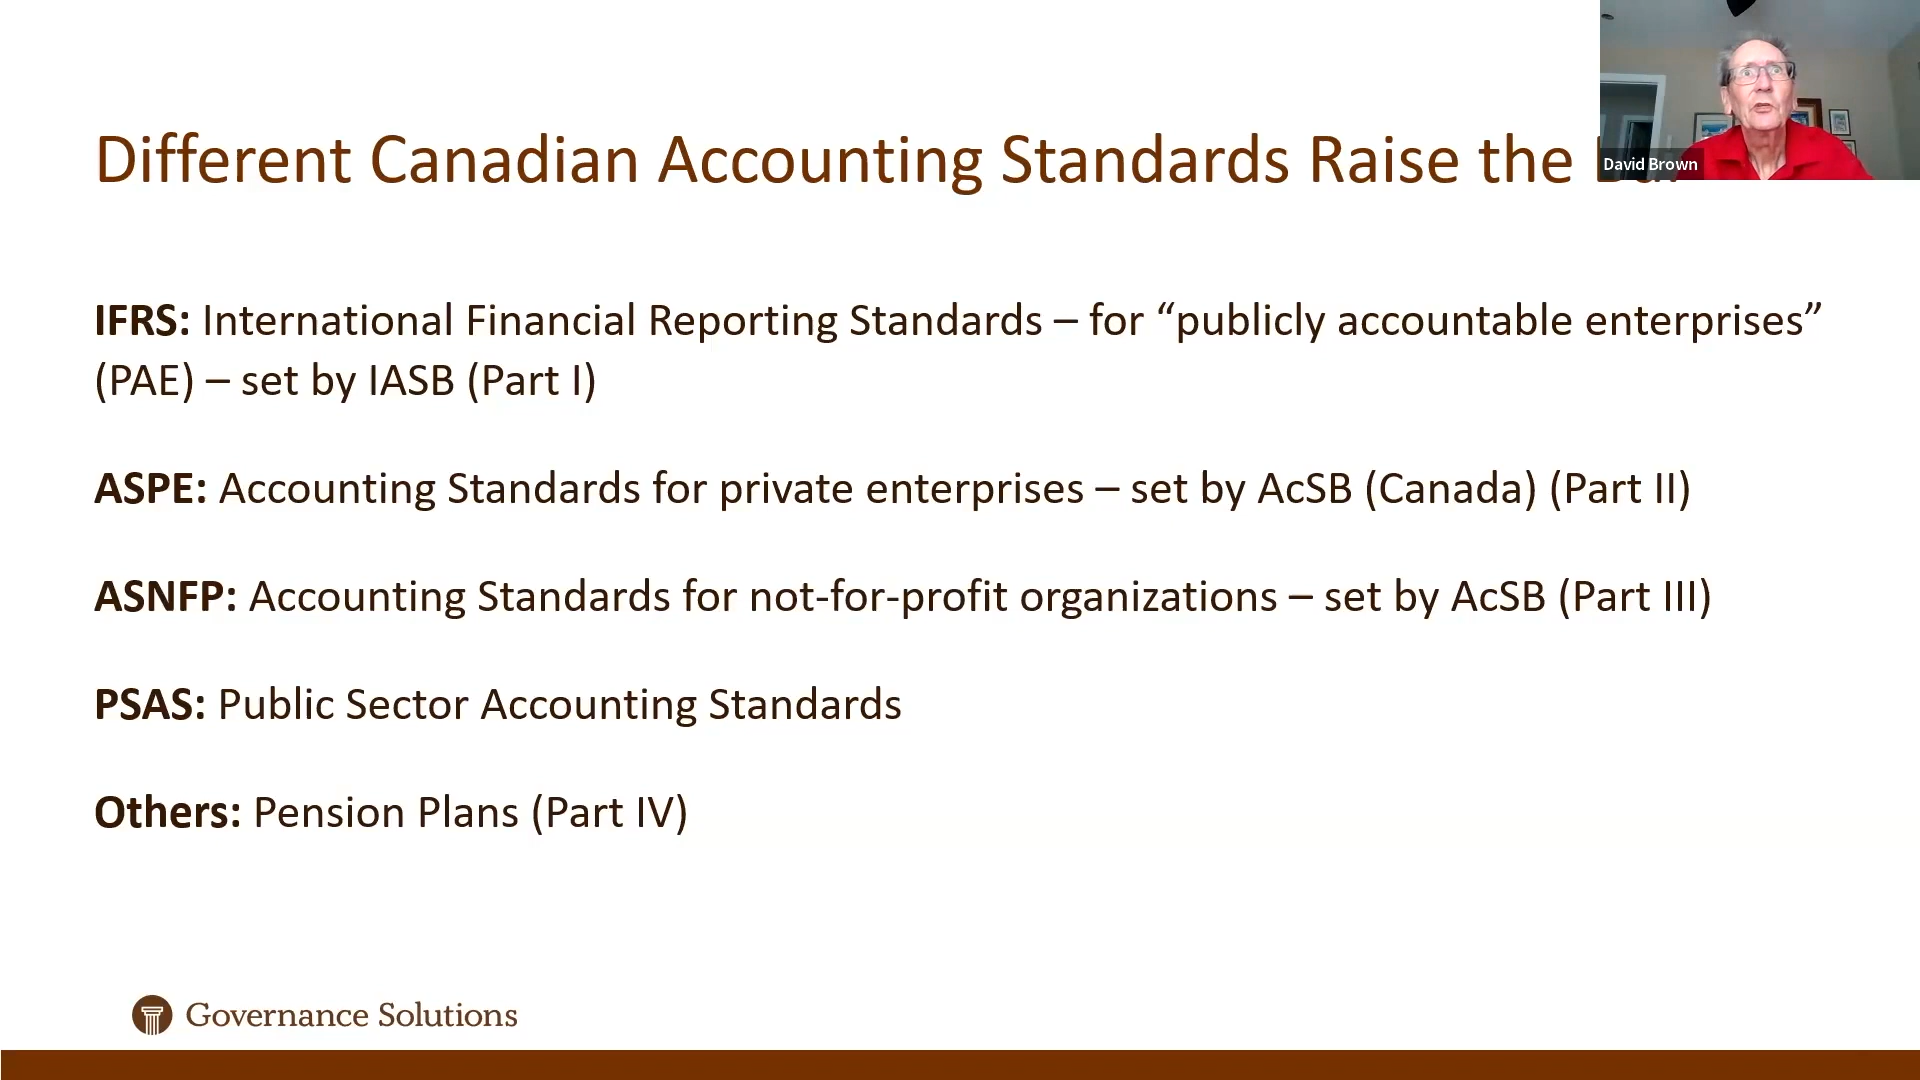 Different Canadian Accounting Standards Raise the
David Brown
IFRS: International Financial Reporting Standards – for “publicly accountable enterprises”
(PAE) – set by IASB (Part I)
ASPE: Accounting Standards for private enterprises – set by AcSB (Canada) (Part II)
ASNFP: Accounting Standards for not-for-profit organizations – set by AcSB (Part III)
PSAS: Public Sector Accounting Standards
Others: Pension Plans (Part IV)
Governance Solutions